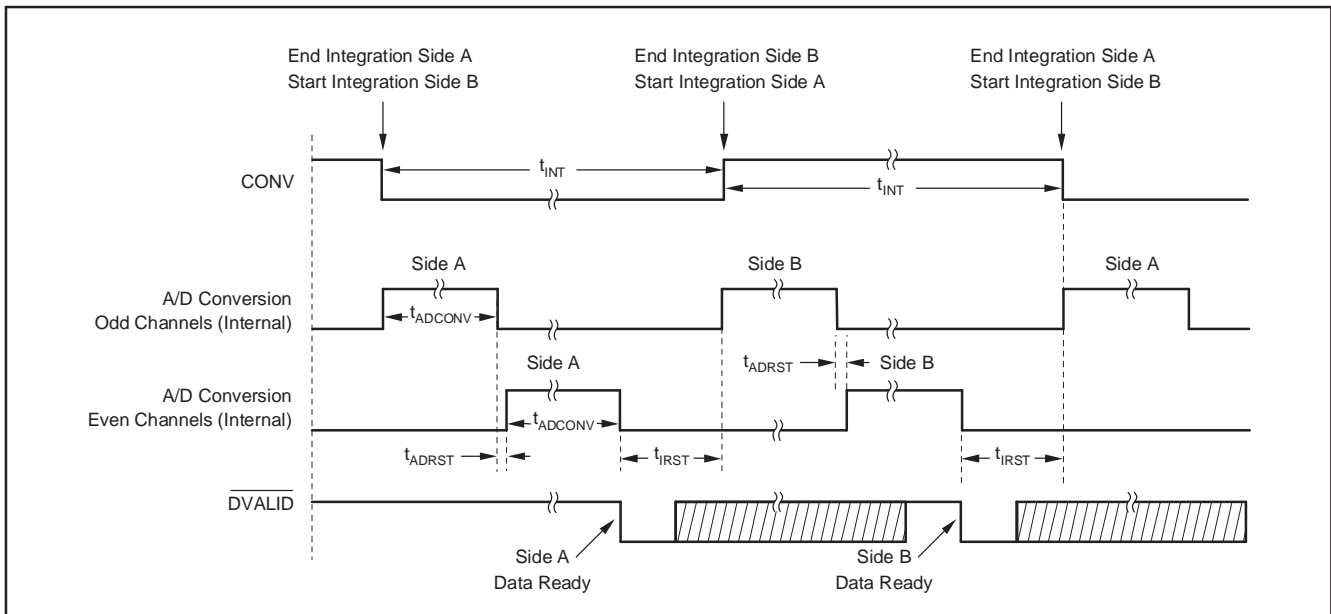 End Integration Side A
Start Integration Side B
End Integration Side B
Start Integration Side A
End Integration Side A
Start Integration Side B
CONV
tINT
tINT
Side A
Side B
Side A
A/D Conversion
Odd Channels (Internal)
tADCONV
Side A
tADRST
Side B
A/D Conversion
Even Channels (Internal)
tADCONV
tADRST
tIRST
tIRST
DVALID
Side A
Data Ready
Side B
Data Ready